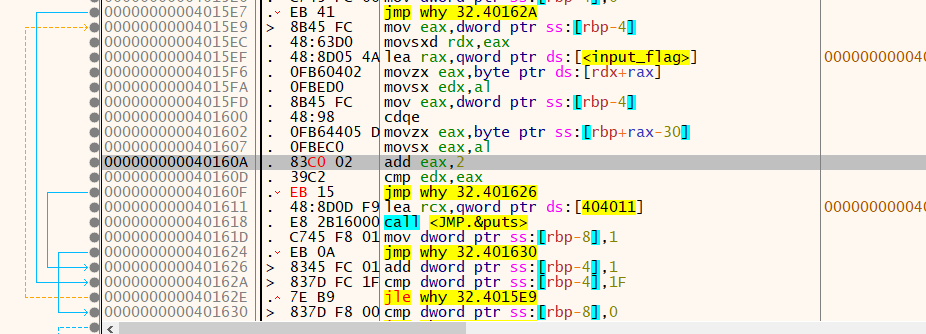 00000000004015E7 . EB 41 jmp why 32.40162A
00000000004015E9 > 8B45 FC mov eax,dword ptr ss:[rbp-4]
00000000004015EC . 48:63D0 movsxd rdx,eax
00000000004015EF . 48:8D05 4A lea rax,qword ptr ds:[<input_flag>] 000000000040
00000000004015F6 . 0FB60402 movzx eax,byte ptr ds:[rdx+rax]
00000000004015FA . 0FBED0 movsx edx,al
00000000004015FD . 8B45 FC mov eax,dword ptr ss:[rbp-4]
0000000000401600 . 48:98 cdqe
0000000000401602 . 0FB64405 D movzx eax,byte ptr ss:[rbp+rax-30]
0000000000401607 . 0FBEC0 movsx eax,al
000000000040160A . 83C0 02 add eax,2
000000000040160D . 39C2 cmp edx,eax
000000000040160F . EB 15 jmp why 32.401626
0000000000401611 . 48:8D0D F9 lea rcx,qword ptr ds:[404011] 000000000040
0000000000401618 . E8 2B16000 call <JMP.&puts>
000000000040161D . C745 F8 01 mov dword ptr ss:[rbp-8],1
0000000000401624 . EB 0A jmp why 32.401630
0000000000401626 > 8345 FC 01 add dword ptr ss:[rbp-4],1
000000000040162A > 837D FC 1F cmp dword ptr ss:[rbp-4],1F
000000000040162E . 7E B9 jle why 32.4015E9
0000000000401630 > 837D F8 00 cmp dword ptr ss:[rbp-8],0